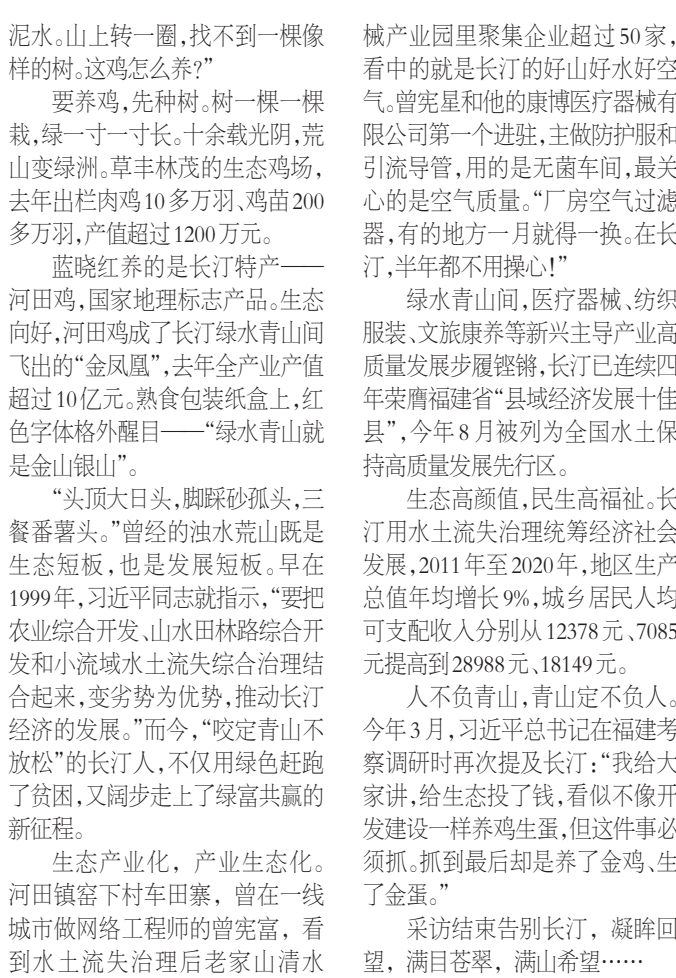 泥水。山上转一圈,找不到一棵像
样的树。这鸡怎么养?”
要养鸡,先种树。树一棵一棵
栽,绿一寸一寸长。十余载光阴,荒
山变绿洲。草丰林茂的生态鸡场,
去年出栏肉鸡10多万羽、鸡苗200
多万羽,产值超过1200万元。
蓝晓红养的是长汀特产——
河田鸡,国家地理标志产品。生态
向好,河田鸡成了长汀绿水青山间
飞出的“金凤凰”,去年全产业产值
超过10亿元。熟食包装纸盒上,红
色字体格外醒目——“绿水青山就
是金山银山”。
“头顶大日头,脚踩砂孤头,三
餐番薯头。”曾经的浊水荒山既是
生态短板,也是发展短板。早在
1999年,习近平同志就指示,“要把
农业综合开发、山水田林路综合开
发和小流域水土流失综合治理结
合起来,变劣势为优势,推动长汀
经济的发展。”而今,“咬定青山不
放松”的长汀人,不仅用绿色赶跑
了贫困,又阔步走上了绿富共赢的
新征程。
生态产业化,产业生态化。
河田镇窑下村车田寨,曾在一线
城市做网络工程师的曾宪富,看
到水土流失治理后老家山清水
械产业园里聚集企业超过50家,
看中的就是长汀的好山好水好空
气。曾宪星和他的康博医疗器械有
限公司第一个进驻,主做防护服和
引流导管,用的是无菌车间,最关
心的是空气质量。“厂房空气过滤
器,有的地方一月就得一换。在长
汀,半年都不用操心!”
绿水青山间,医疗器械、纺织
服装、文旅康养等新兴主导产业高
质量发展步履铿锵,长汀已连续四
年荣膺福建省“县域经济发展十佳
县”,今年8月被列为全国水土保
持高质量发展先行区。
生态高颜值,民生高福祉。长
汀用水土流失治理统筹经济社会
发展,2011年至2020年,地区生产
总值年均增长9%,城乡居民人均
可支配收入分别从12378元、7085
元提高到28988元、18149元。
人不负青山,青山定不负人。
今年3月,习近平总书记在福建考
察调研时再次提及长汀:“我给大
家讲,给生态投了钱,看似不像开
发建设一样养鸡生蛋,但这件事必
须抓。抓到最后却是养了金鸡、生
了金蛋。”
采访结束告别长汀,凝眸回
望,满目苍翠,满山希望……